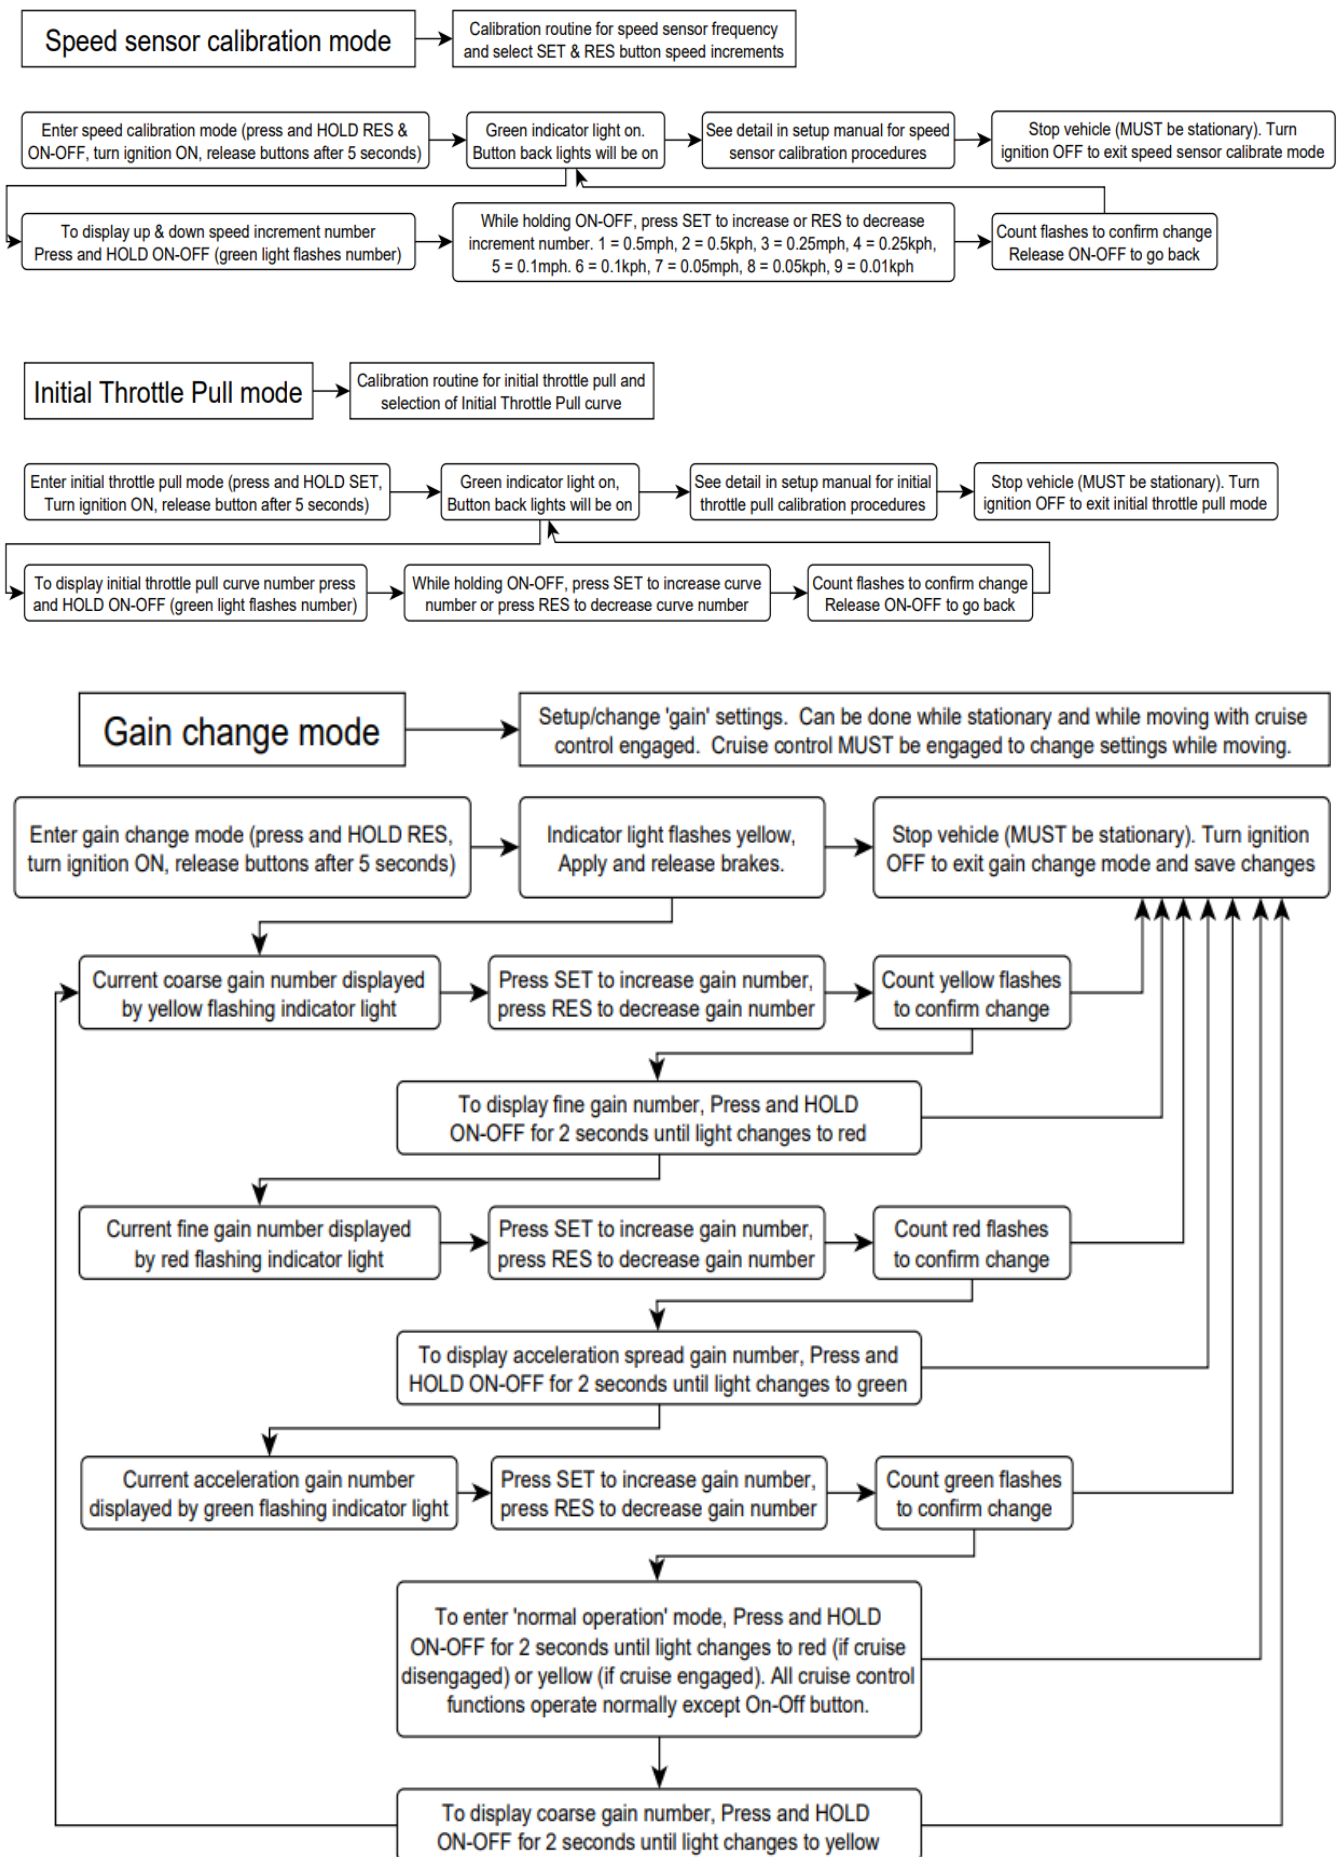 Speed sensor calibration mode
Calibration routine for speed sensor frequency
and select SET & RES button speed increments
Enter speed calibration mode (press and HOLD RES &
ON-OFF, turn ignition ON, release buttons after 5 seconds)
Green indicator light on.
Button back lights will be on
See detail in setup manual for speed
sensor calibration procedures
Stop vehicle (MUST be stationary). Turn
ignition OFF to exit speed sensor calibrate mode
To display up & down speed increment number
Press and HOLD ON-OFF (green light flashes number)
While holding ON-OFF, press SET to increase or RES to decrease
increment number. 1 = 0.5mph, 2 = 0.5kph, 3 = 0.25mph, 4 = 0.25kph,
5 = 0.1mph. 6 = 0.1kph, 7 = 0.05mph, 8 = 0.05kph, 9 = 0.01kph
Count flashes to confirm change
Release ON-OFF to go back
Initial Throttle Pull mode
Calibration routine for initial throttle pull and
selection of Initial Throttle Pull curve
Enter initial throttle pull mode (press and HOLD SET,
Turn ignition ON, release button after 5 seconds)
Green indicator light on,
Button back lights will be on
See detail in setup manual for initial
throttle pull calibration procedures
Stop vehicle (MUST be stationary). Turn
ignition OFF to exit initial throttle pull mode
To display initial throttle pull curve number press
and HOLD ON-OFF (green light flashes number)
While holding ON-OFF, press SET to increase curve
number or press RES to decrease curve number
Count flashes to confirm change
Release ON-OFF to go back
Gain change mode
Setup/change 'gain' settings. Can be done while stationary and while moving with cruise
control engaged. Cruise control MUST be engaged to change settings while moving.
Enter gain change mode (press and HOLD RES,
turn ignition ON, release buttons after 5 seconds)
Indicator light flashes yellow,
Apply and release brakes.
Stop vehicle (MUST be stationary). Turn ignition
OFF to exit gain change mode and save changes
Current coarse gain number displayed
by yellow flashing indicator light
Press SET to increase gain number,
press RES to decrease gain number
Count yellow flashes
to confirm change
To display fine gain number, Press and HOLD
ON-OFF for 2 seconds until light changes to red
Current fine gain number displayed
by red flashing indicator light
Press SET to increase gain number,
press RES to decrease gain number
Count red flashes
to confirm change
To display acceleration spread gain number, Press and
HOLD ON-OFF for 2 seconds until light changes to green
Current acceleration gain number
displayed by green flashing indicator light
Press SET to increase gain number,
press RES to decrease gain number
Count green flashes
to confirm change
To enter 'normal operation' mode, Press and HOLD
ON-OFF for 2 seconds until light changes to red (if cruise
disengaged) or yellow (if cruise engaged). All cruise control
functions operate normally except On-Off button.
To display coarse gain number, Press and HOLD
ON-OFF for 2 seconds until light changes to yellow